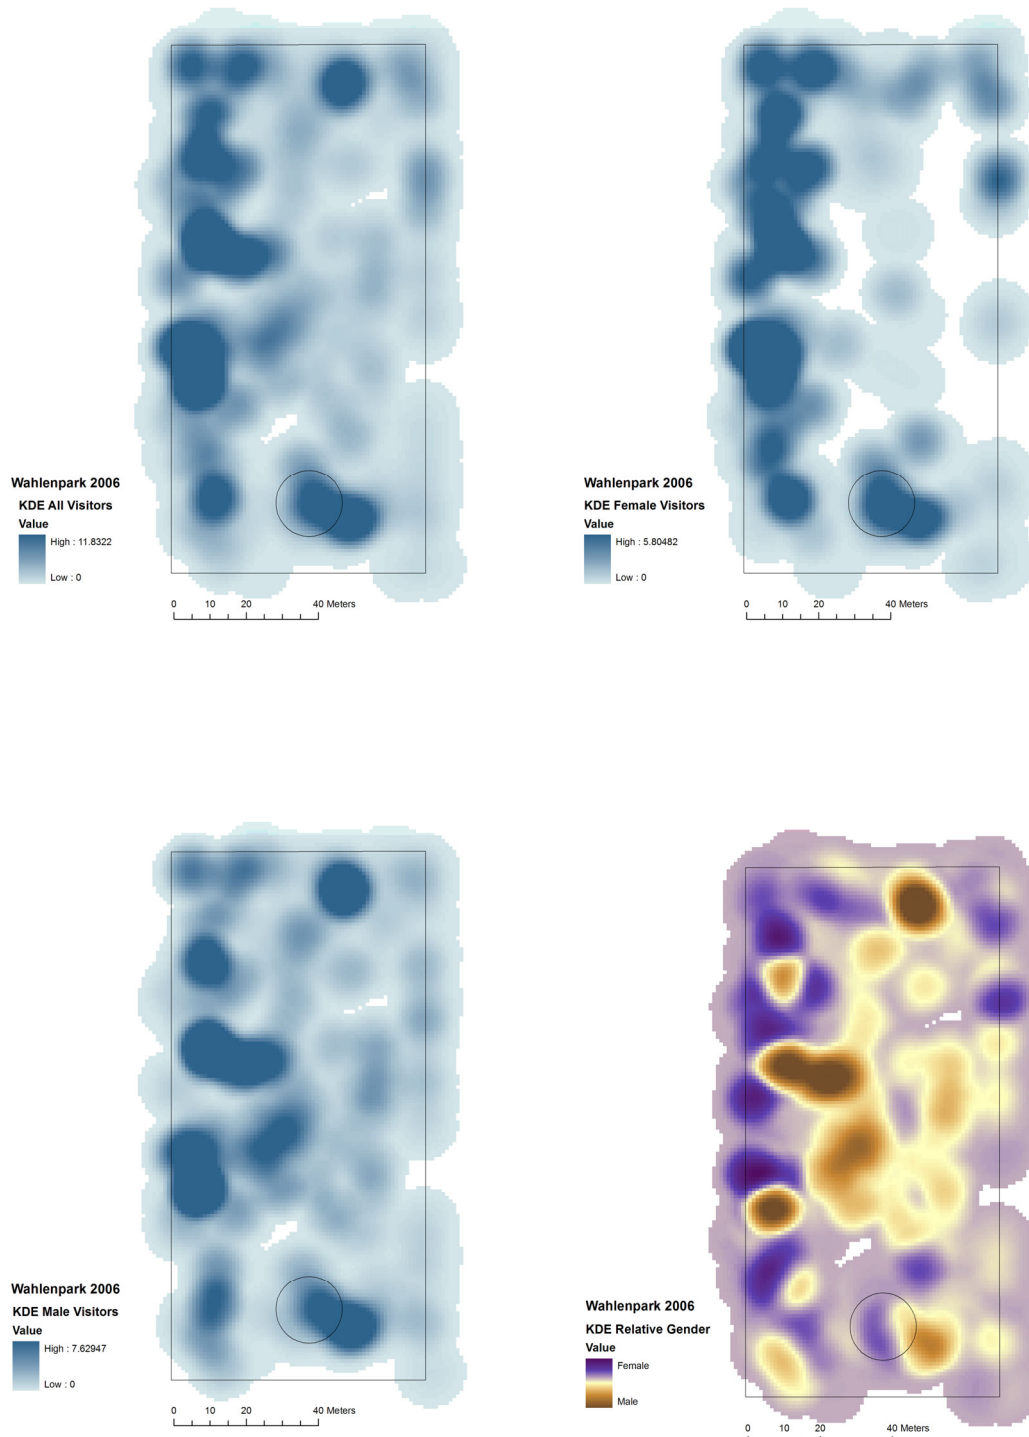 Wahlenpark 2006
KDE All Visitors
Value
High : 11.8322
Low : 0
0 10 20 40 Meters
Wahlenpark 2006
KDE Female Visitors
Value
High : 5.80482
Low : 0
0 10 20 40 Meters
Wahlenpark 2006
KDE Male Visitors
Value
High : 7.62947
Low : 0
0 10 20 40 Meters
Wahlenpark 2006
KDE Relative Gender
Value
Female
Male
0 10 20 40 Meters